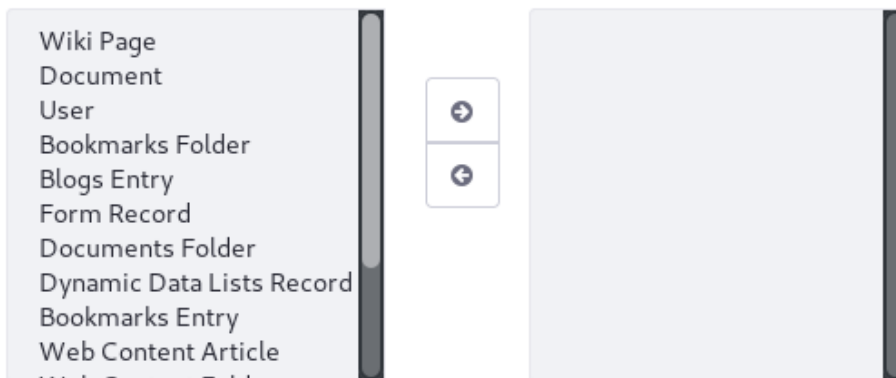 Wiki Page
Document
User
Bookmarks Folder
Blogs Entry
Form Record
Documents Folder
Dynamic Data Lists Record
Bookmarks Entry
Web Content Article